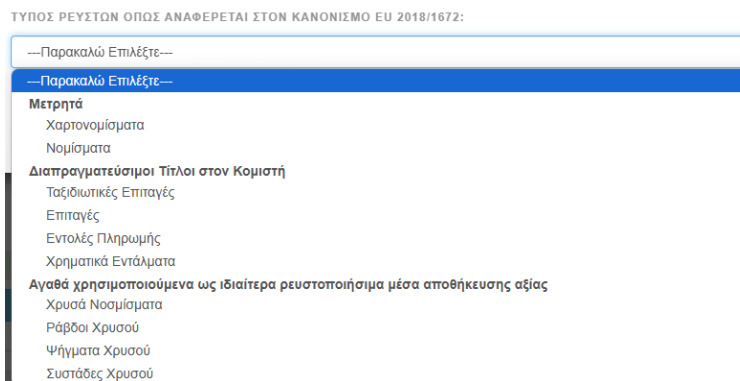 ΤΥΠΟΣ ΡΕΥΣΤΩΝ ΟΠΩΣ ΑΝΑΦΕΡΕΤΑΙ ΣΤΟΝ ΚΑΝΟΝΙΣΜΟ EU 2018/1672:
---Παρακαλώ Επιλέξτε---
---Παρακαλώ Επιλέξτε---
Μετρητά
Χαρτονομίσματα
Νομίσματα
Διαπραγματεύσιμοι Τίτλοι στον Κομιστή
Ταξιδιωτικές Επιταγές
Επιταγές
Εντολές Πληρωμής
Χρηματικά Εντάλματα
Αγαθά χρησιμοποιούμενα ως ιδιαίτερα ρευστοποιήσιμα μέσα αποθήκευσης αξίας
Χρυσά Νοσμίσματα
Ράβδοι Χρυσού
Ψήγματα Χρυσού
Συστάδες Χρυσού